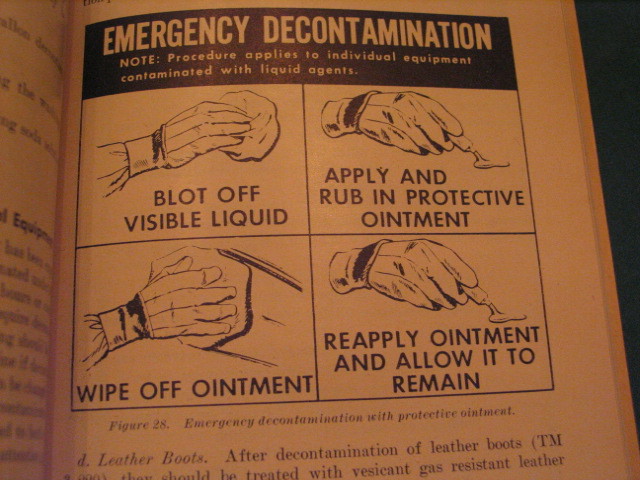 EMERGENCY DECONTAMINATION
NOTE: Procedure applies to individual equipment
contaminated with liquid agents.
BLOT OFF
VISIBLE LIQUID
APPLY AND
RUB IN PROTECTIVE
OINTMENT
WIPE OFF OINTMENT
REAPPLY OINTMENT
AND ALLOW IT TO
REMAIN
Figure 28. Emergency decontamination with protective ointment.
d. Leather Boots. After decontamination of leather boots (TM
they should be treated with vesicant gas resistant leather